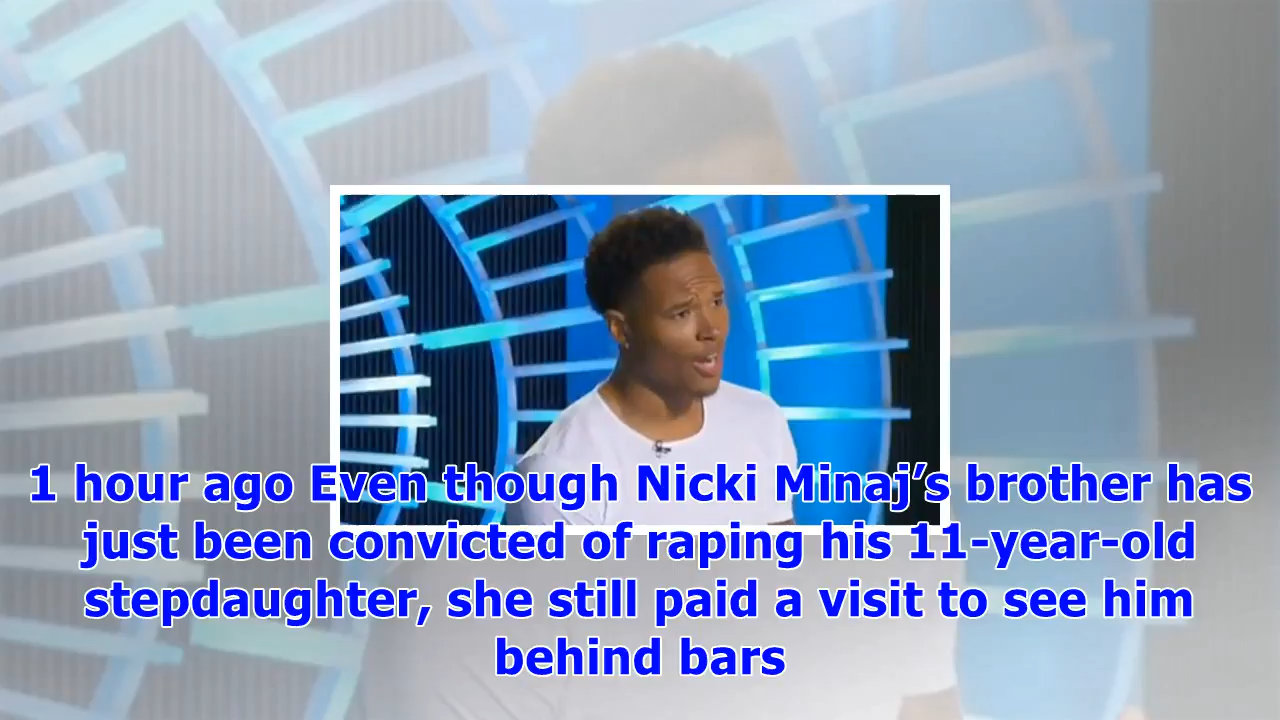 1 hour ago Even though Nicki Minaj’s brother has
just been convicted of raping his 11-year-old
stepdaughter, she still paid a visit to see him
behind bars